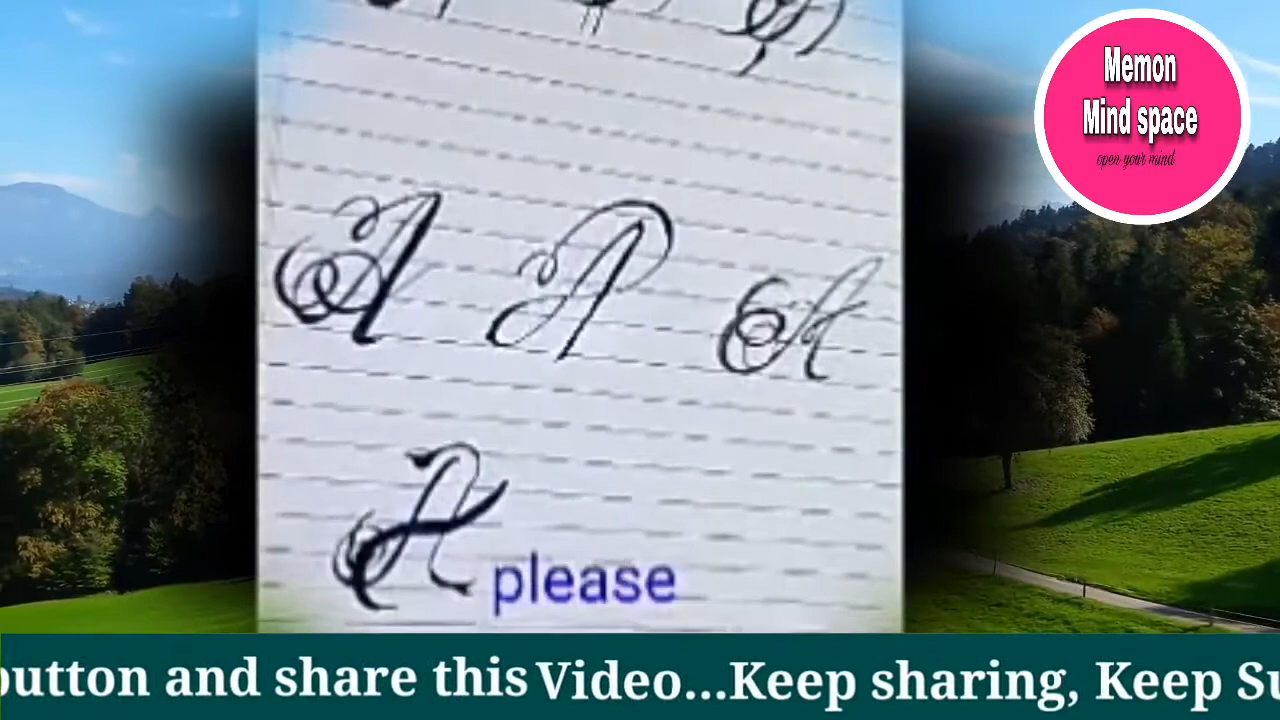 Memon
Mind space
open your mind
A A A
A
please
button and share this Video...Keep sharing, Keep Su